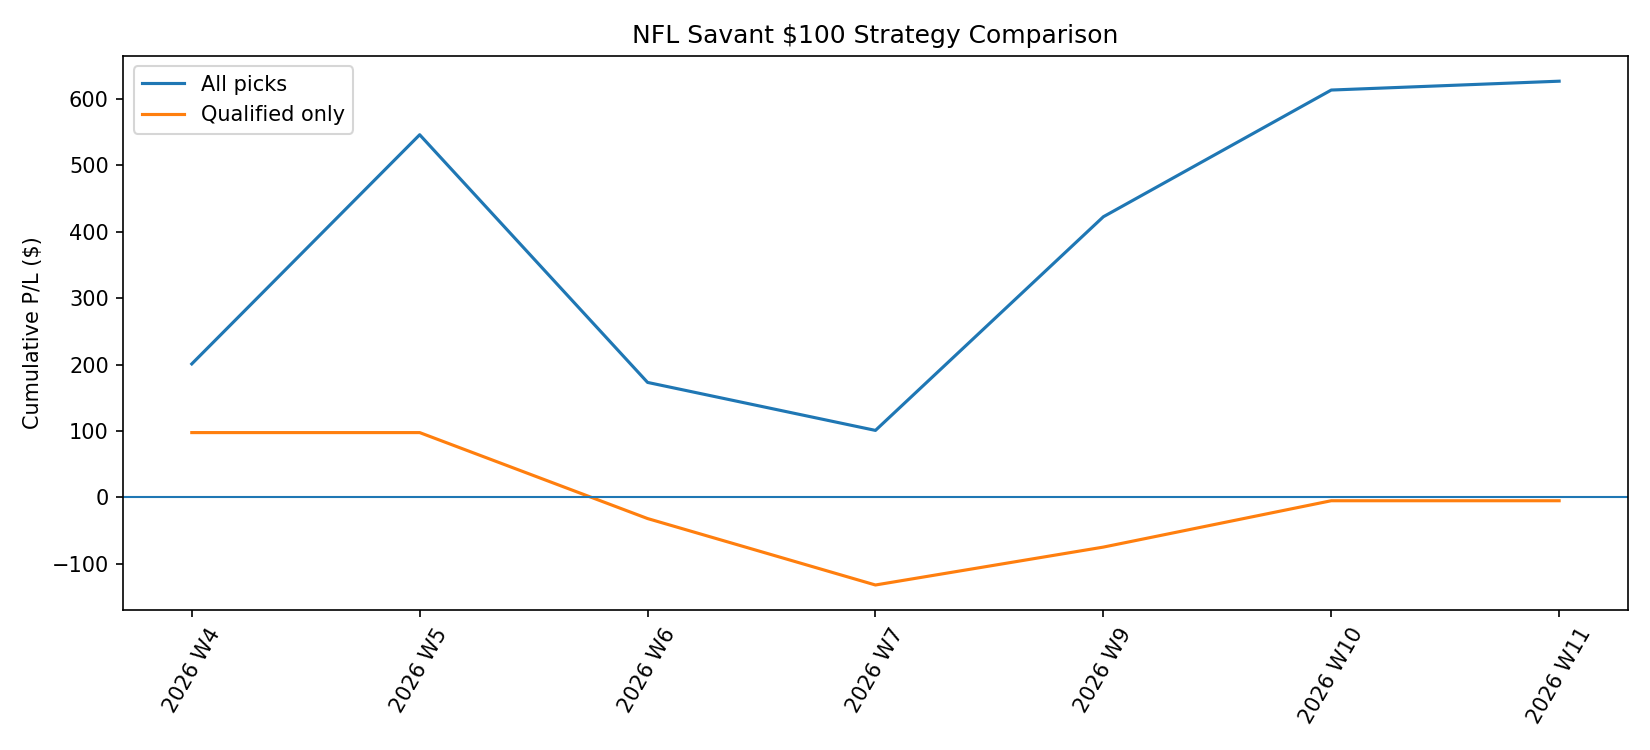 NFL Savant $100 Strategy Comparison
All picks
Qualified only
Cumulative P/L ($)
600
500
400
300
200
100
0
−100
2026 W4
2026 W5
2026 W6
2026 W7
2026 W9
2026 W10
2026 W11